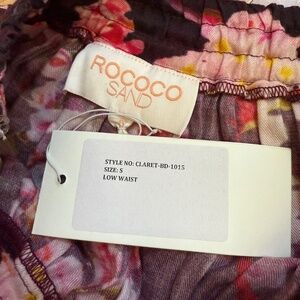 ROCOCO
SAND
STYLE NO: CLARET-BD-1015
SIZE: S
LOW WAIST